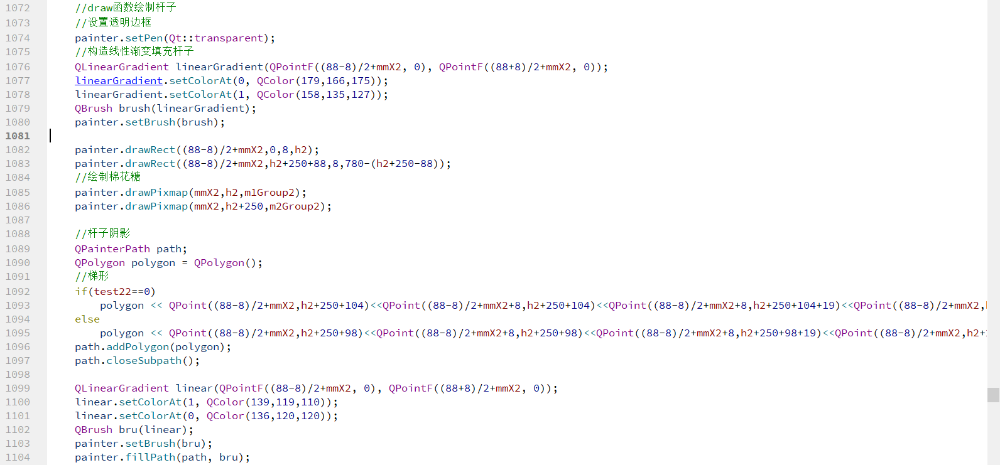 1072 //draw函数绘制杆子
1073 //设置透明边框
1074 painter.setPen(Qt::transparent);
1075 //构造线性渐变填充杆子
1076 QLinearGradient linearGradient(QPointF((88-8)/2+mmX2, 0), QPointF((88+8)/2+mmX2, 0));
1077 linearGradient.setColorAt(0, QColor(179,166,175));
1078 linearGradient.setColorAt(1, QColor(158,135,127));
1079 QBrush brush(linearGradient);
1080 painter.setBrush(brush);
1081
1082 painter.drawRect((88-8)/2+mmX2,0,8,h2);
1083 painter.drawRect((88-8)/2+mmX2,h2+250+88,8,780-(h2+250-88));
1084 //绘制棉花糖
1085 painter.drawPixmap(mmX2,h2,m1Group2);
1086 painter.drawPixmap(mmX2,h2+250,m2Group2);
1087
1088 //杆子阴影
1089 QPainterPath path;
1090 QPolygon polygon = QPolygon();
1091 //梯形
1092 if(test22==0)
1093 polygon << QPoint((88-8)/2+mmX2,h2+250+104)<<QPoint((88-8)/2+mmX2+8,h2+250+104)<<QPoint((88-8)/2+mmX2+8,h2+250+104+19)<<QPoint((88-8)/2+mmX2,
1094 else
1095 polygon << QPoint((88-8)/2+mmX2,h2+250+98)<<QPoint((88-8)/2+mmX2+8,h2+250+98)<<QPoint((88-8)/2+mmX2+8,h2+250+98+19)<<QPoint((88-8)/2+mmX2,h2+
1096 path.addPolygon(polygon);
1097 path.closeSubpath();
1098
1099 QLinearGradient linear(QPointF((88-8)/2+mmX2, 0), QPointF((88+8)/2+mmX2, 0));
1100 linear.setColorAt(1, QColor(139,119,110));
1101 linear.setColorAt(0, QColor(136,120,120));
1102 QBrush bru(linear);
1103 painter.setBrush(bru);
1104 painter.fillPath(path, bru);